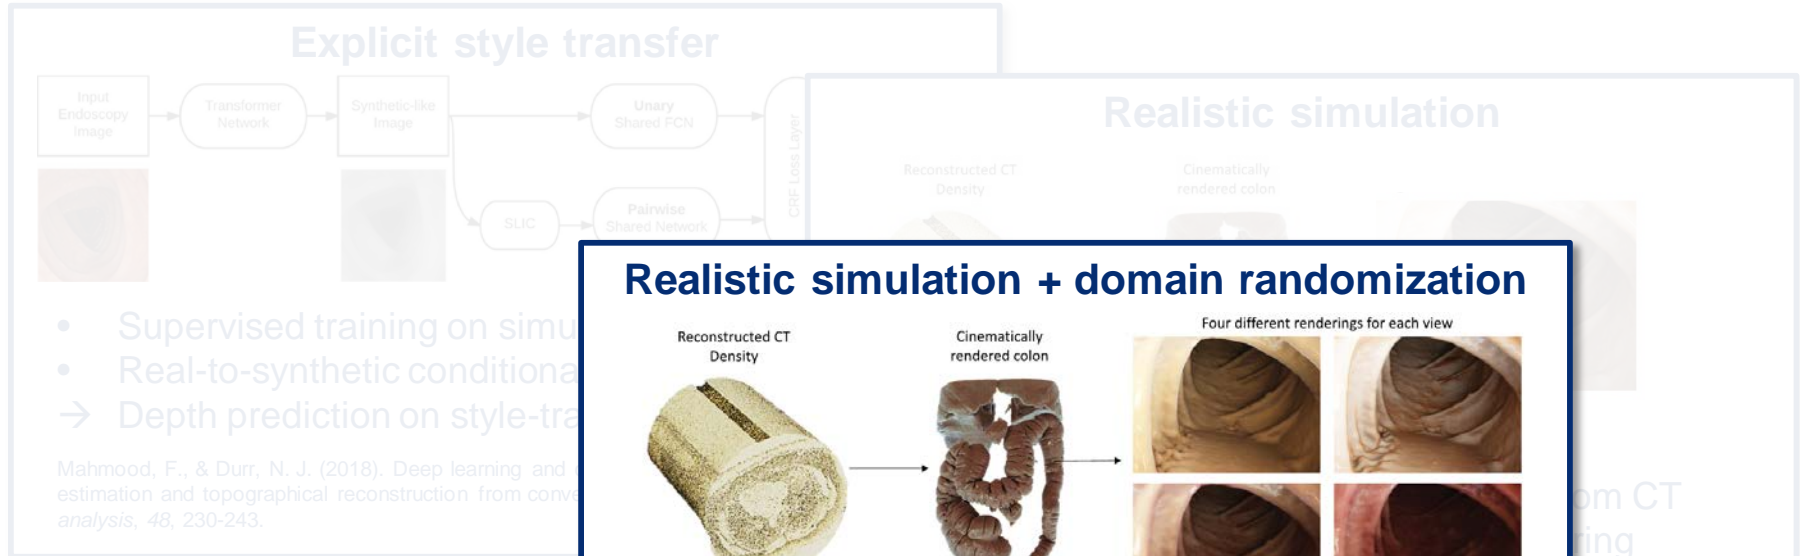 Explicit style transfer
Input
Endoscopy
Image
Transformer
Network
Synthetic-like
Image
Unary
Shared FCN
SLIC
Pairwise
Shared Network
CRF Loss Layer
• Supervised training on simu
• Real-to-synthetic conditiona
→ Depth prediction on style-tra
Mahmood, F., & Durr, N. J. (2018). Deep learning and
estimation and topographical reconstruction from conve
analysis, 48, 230-243.
Realistic simulation
Reconstructed CT
Density
Cinematically
rendered colon
om CT
ring
Realistic simulation + domain randomization
Reconstructed CT
Density
Cinematically
rendered colon
Four different renderings for each view